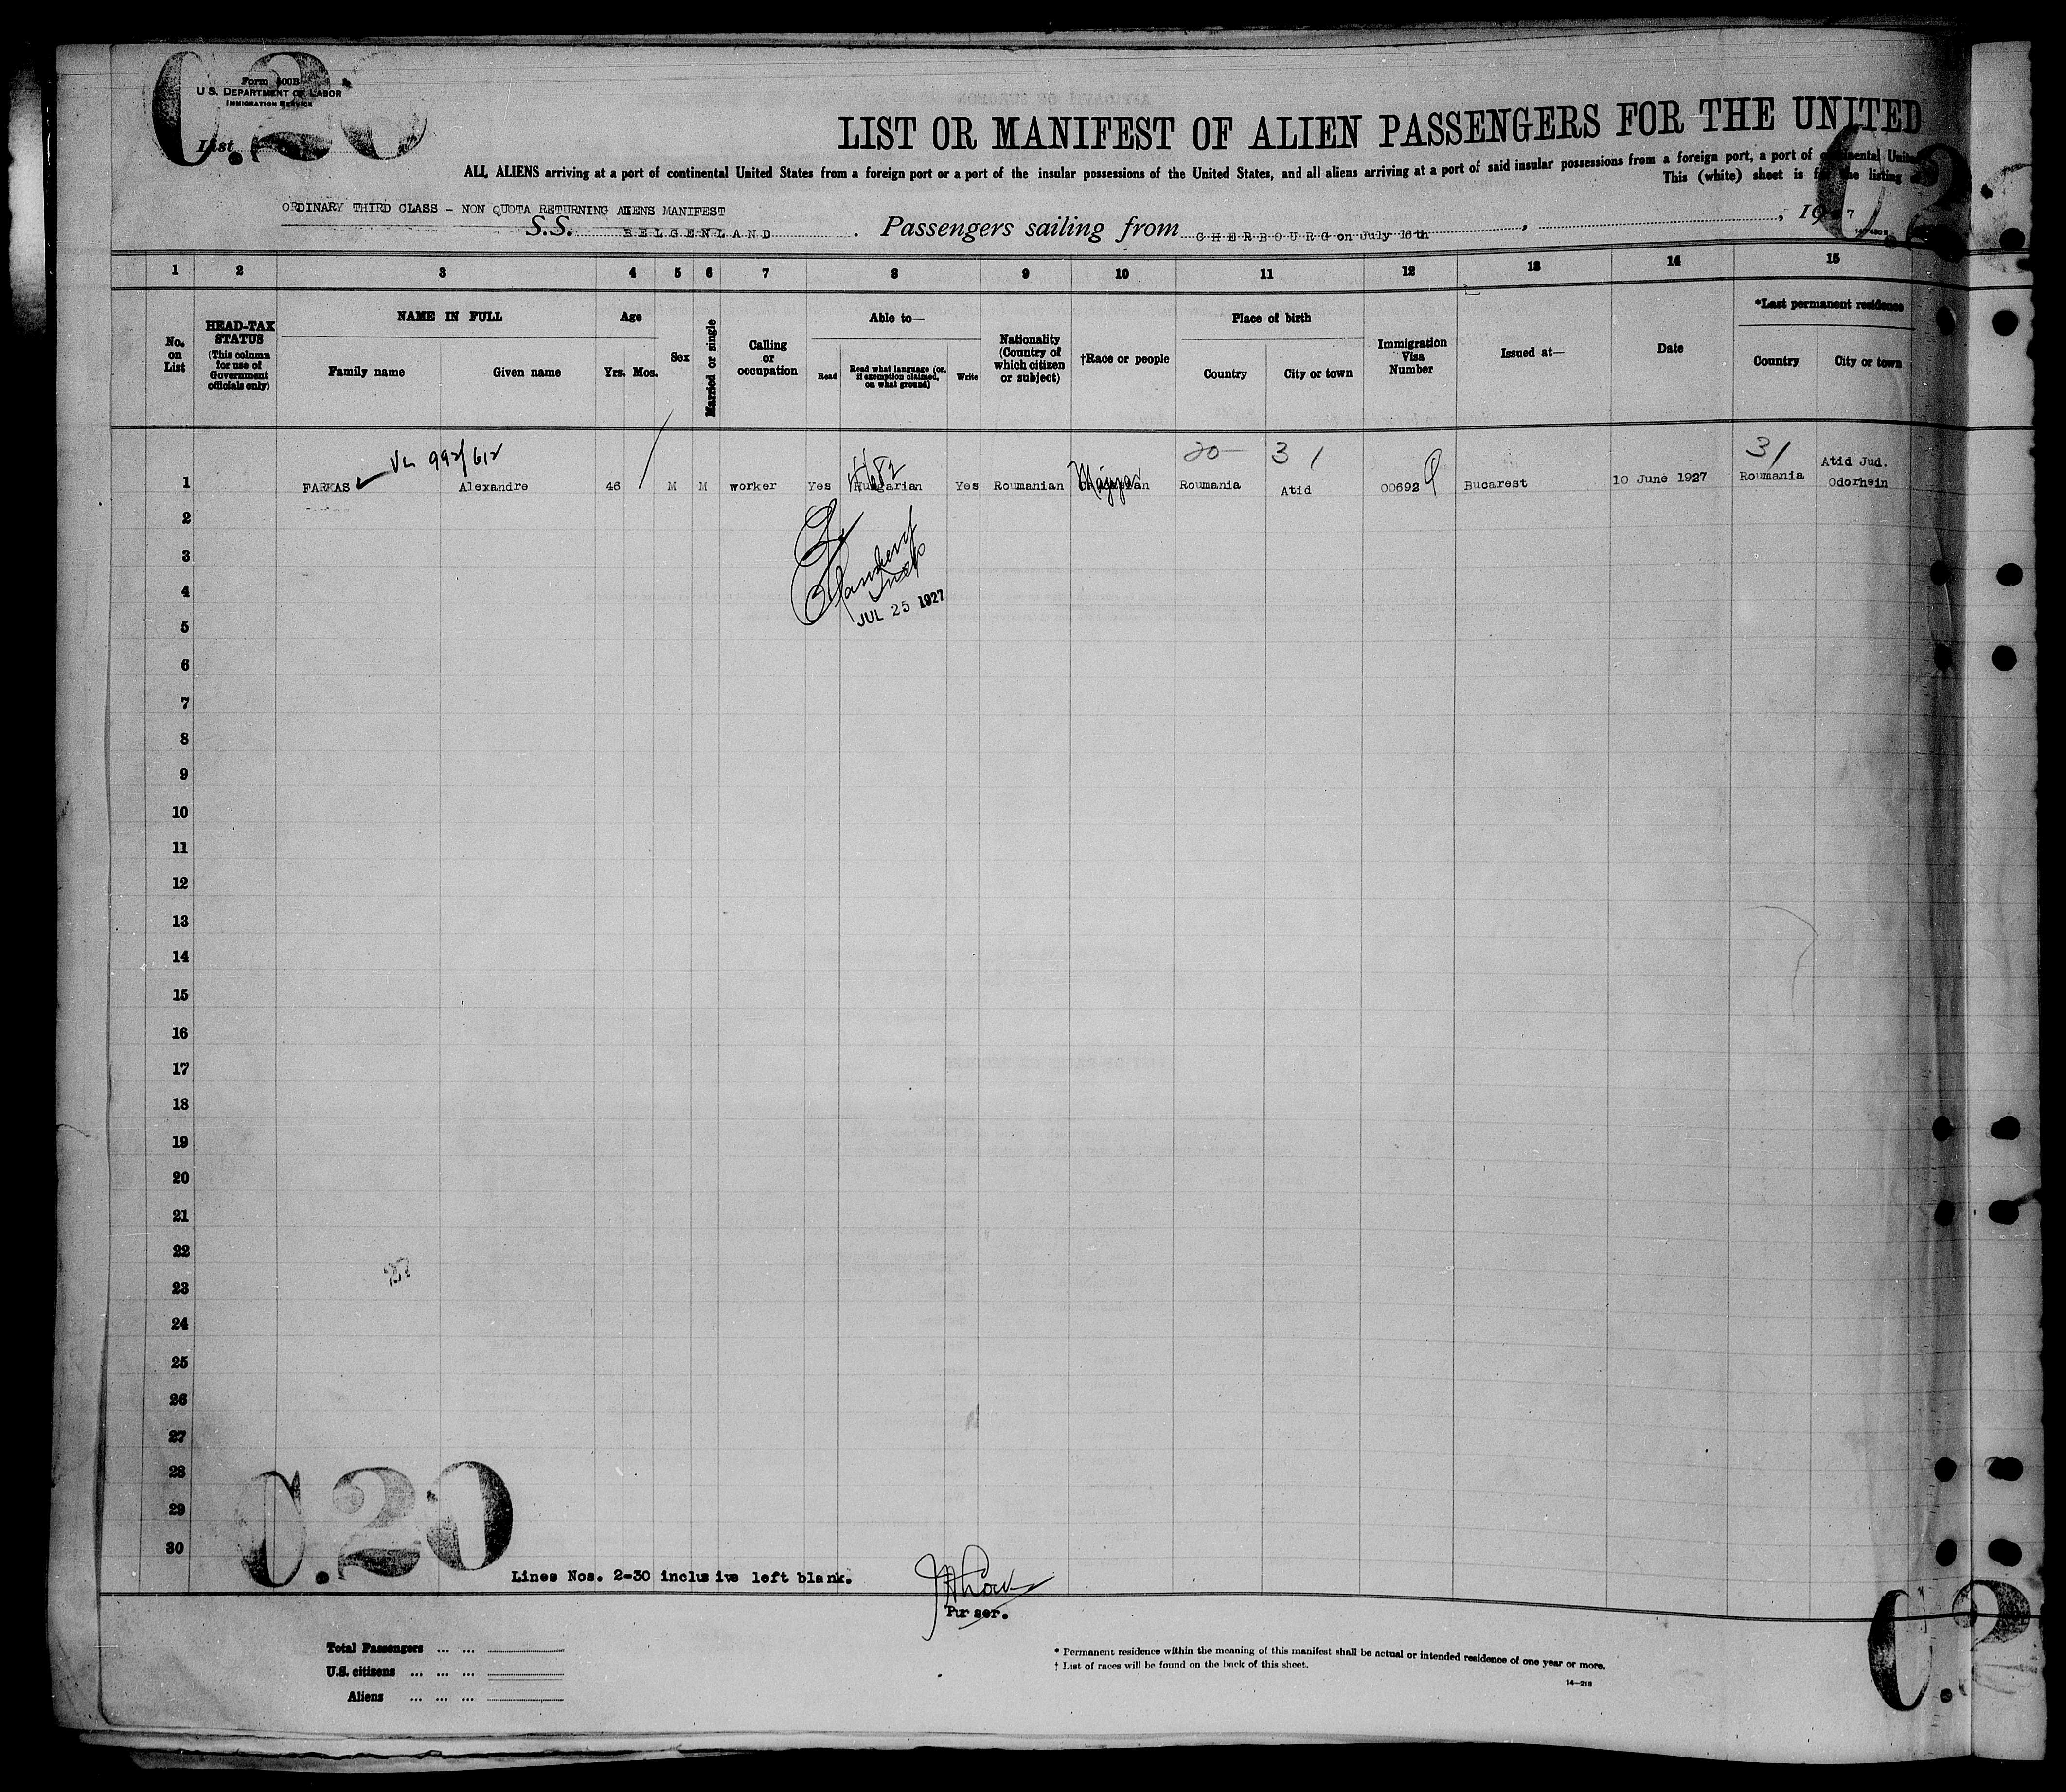 C.20
Form 500B
U. S. DEPARTMENT OF LABOR
IMMIGRATION SERVICE
List
LIST OR MANIFEST OF ALIEN PASSENGERS FOR THE UNITED
ALL ALIENS arriving at a port of continental United States from a foreign port or a port of the insular possessions of the United States, and all aliens arriving at a port of said insular possessions from a foreign port, a port of continental United
This (white) sheet is for the listing
ORDINARY THIRD CLASS - NON QUOTA RETURNING ALIENS MANIFEST
S.S. BELGENLAND . Passengers sailing from CHERBOURG on July 16th , , 19 7
1 2 3 4 5 6 7 8 9 10 11 12 13 14 15
No. on List
HEAD-TAX STATUS (This column for use of Government officials only)
NAME IN FULL
Family name Given name
Age
Yrs. Mos.
Sex
Married or single
Calling or occupation
Able to—
Read Read what language (or, if exemption claimed, on what ground) Write
Nationality (Country of which citizen or subject)
†Race or people
Place of birth
Country City or town
Immigration Visa Number
Issued at—
Date
*Last permanent residence
Country City or town
VL 992/612 20 31 31
1 FARKAS Alexandre 46 M M worker Yes Hungarian Yes Roumanian Magyar Roumania Atid 00692 Bucarest 10 June 1927 Roumania Atid Jud. Odorhein
2
3
4
JUL 25 1927
5
6
7
8
9
10
11
12
13
14
15
16
17
18
19
20
21
22
27
23
24
25
26
27
28
29
30
C.20
Lines Nos. 2-30 inclusive left blank.
Purser.
Total Passengers ... ...
U.S. citizens ... ... ...
Aliens ... ... ...
* Permanent residence within the meaning of this manifest shall be actual or intended residence of one year or more.
† List of races will be found on the back of this sheet.
14—218
C.2